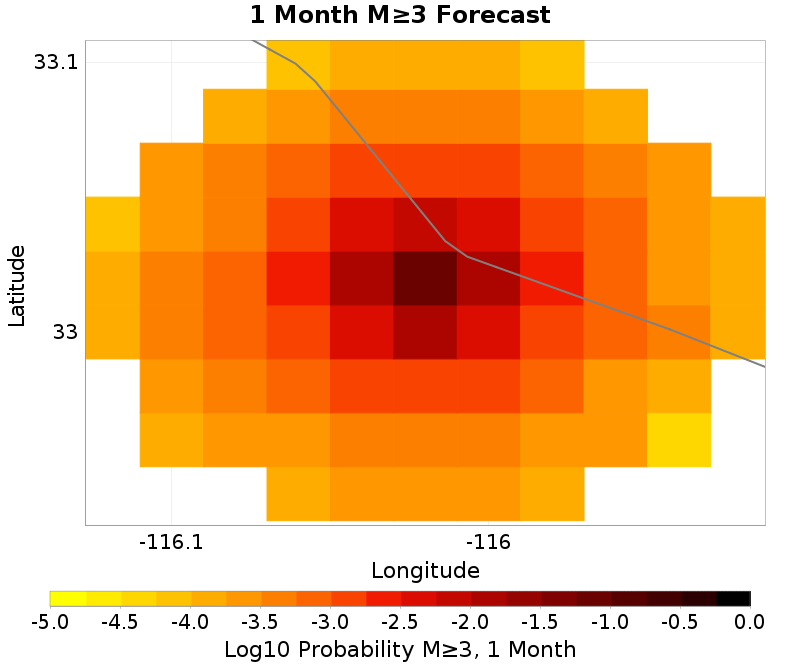 1 Month M≥3 Forecast
33.1
33
Latitude
-116.1 -116
Longitude
-5.0 -4.5 -4.0 -3.5 -3.0 -2.5 -2.0 -1.5 -1.0 -0.5 0.0
Log10 Probability M≥3, 1 Month